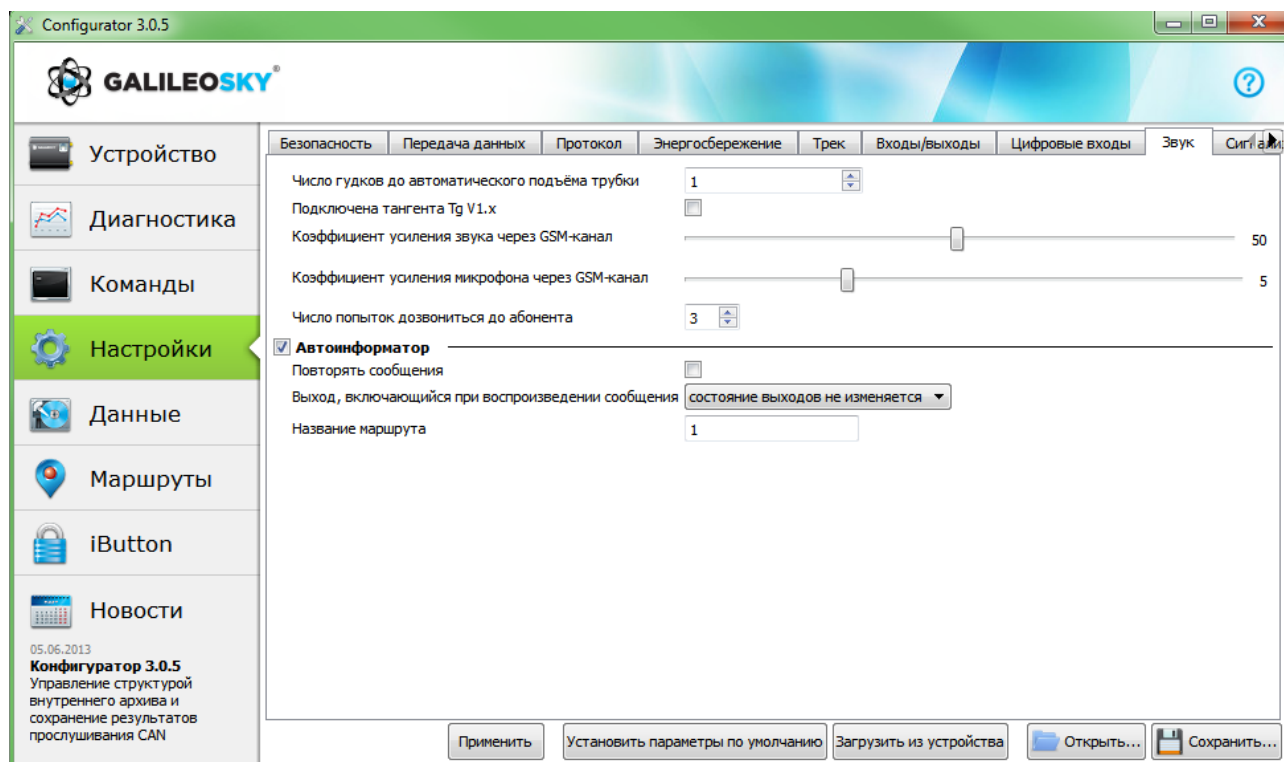 Configurator 3.0.5
GALILEOSKY®
?
Устройство
Диагностика
Команды
Настройки
Данные
Маршруты
iButton
Новости
05.06.2013
Конфигуратор 3.0.5
Управление структурой
внутреннего архива и
сохранение результатов
прослушивания CAN
Безопасность Передача данных Протокол Энергосбережение Трек Входы/выходы Цифровые входы Звук
Число гудков до автоматического подъёма трубки 1
Подключена тангента Tg V1.x
Коэффициент усиления звука через GSM-канал 50
Коэффициент усиления микрофона через GSM-канал 5
Число попыток дозвониться до абонента 3
Автоинформатор
Повторять сообщения
Выход, включающийся при воспроизведении сообщения состояние выходов не изменяется
Название маршрута 1
Применить Установить параметры по умолчанию Загрузить из устройства Открыть... Сохранить...